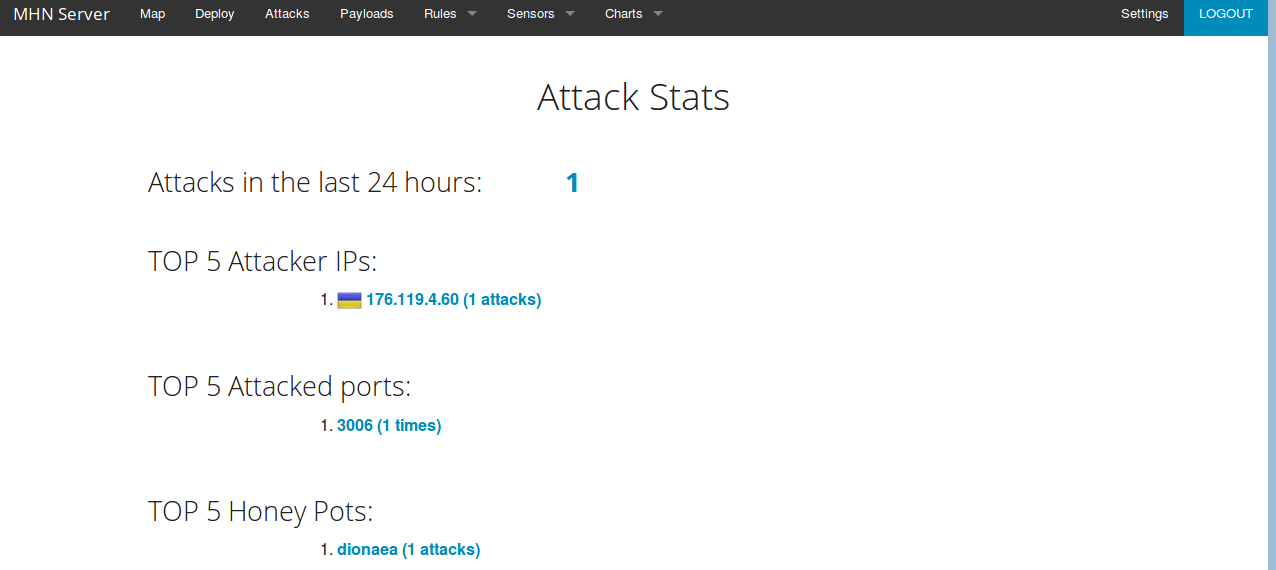 MHN Server Map Deploy Attacks Payloads Rules Sensors Charts Settings LOGOUT
Attack Stats
Attacks in the last 24 hours: 1
TOP 5 Attacker IPs:
1. 176.119.4.60 (1 attacks)
TOP 5 Attacked ports:
1. 3006 (1 times)
TOP 5 Honey Pots:
1. dionaea (1 attacks)